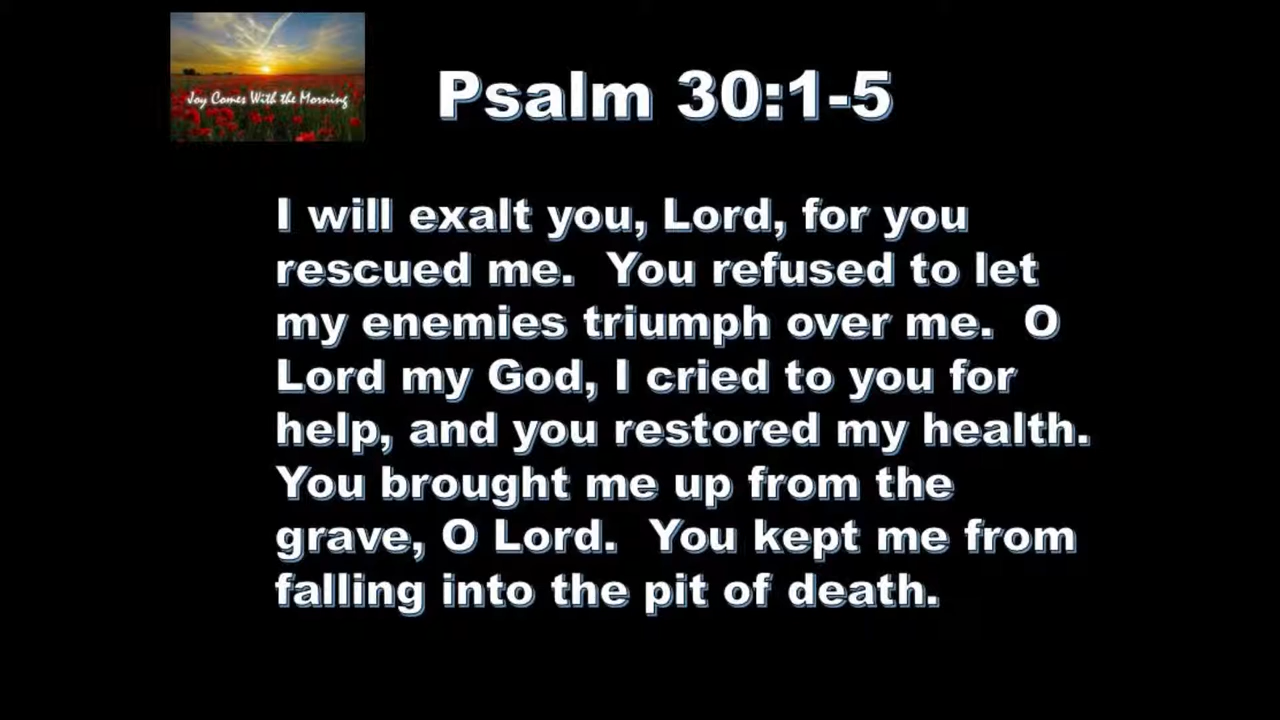 Joy Comes With the Morning
Psalm 30:1-5
I will exalt you, Lord, for you
rescued me.  You refused to let
my enemies triumph over me.  O
Lord my God, I cried to you for
help, and you restored my health.
You brought me up from the
grave, O Lord.  You kept me from
falling into the pit of death.